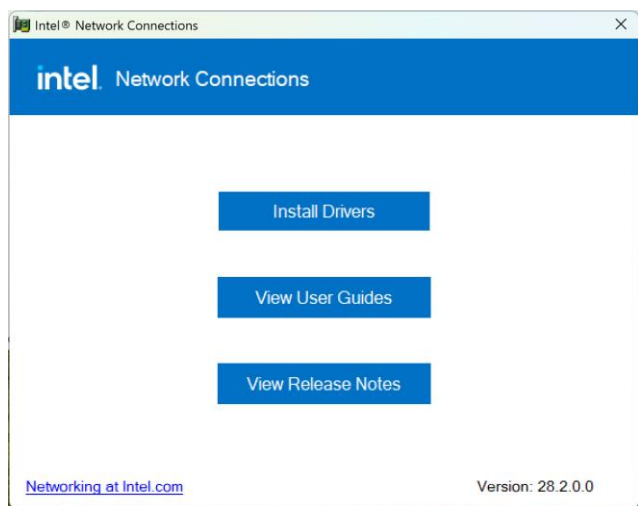 Intel® Network Connections
intel. Network Connections
Install Drivers
View User Guides
View Release Notes
Networking at Intel.com
Version: 28.2.0.0